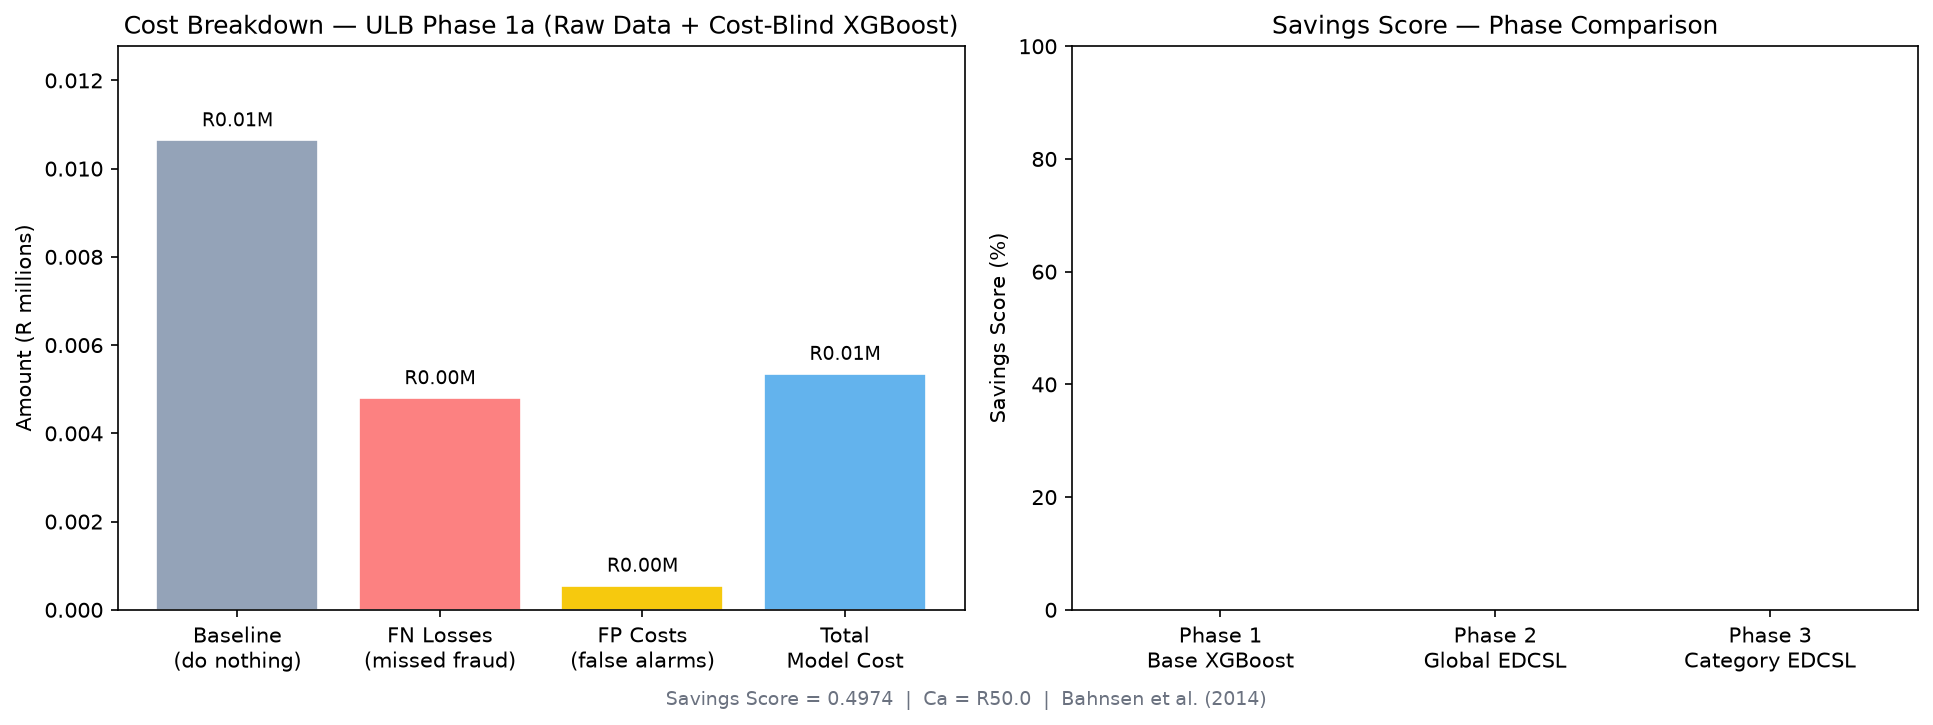 Cost Breakdown — ULB Phase 1a (Raw Data + Cost-Blind XGBoost)
Amount (R millions)
0.012
0.010
0.008
0.006
0.004
0.002
0.000
R0.01M
R0.00M
R0.00M
R0.01M
Baseline
(do nothing)
FN Losses
(missed fraud)
FP Costs
(false alarms)
Total
Model Cost
Savings Score — Phase Comparison
Savings Score (%)
100
80
60
40
20
0
Phase 1
Base XGBoost
Phase 2
Global EDCSL
Phase 3
Category EDCSL
Savings Score = 0.4974 | Ca = R50.0 | Bahnsen et al. (2014)